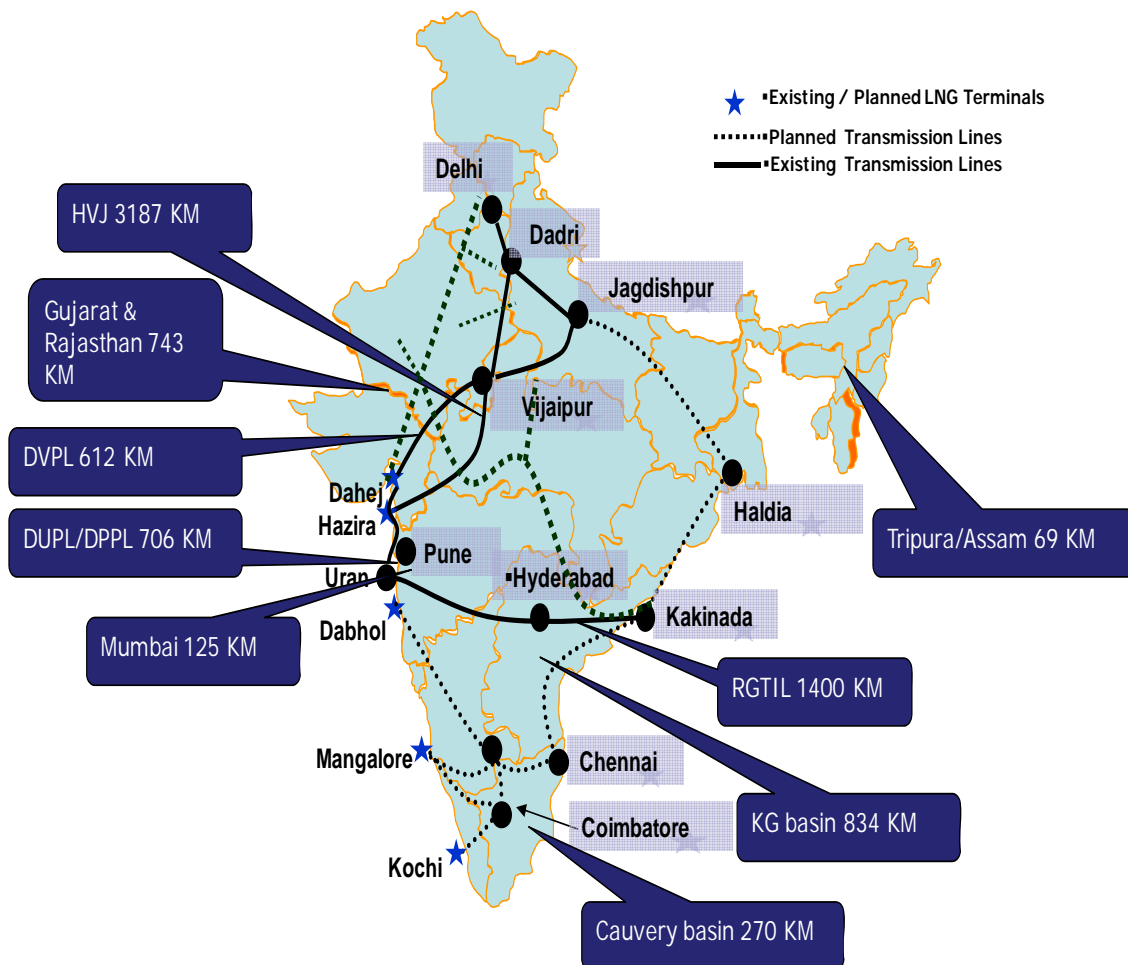 ▪Existing / Planned LNG Terminals
▪Planned Transmission Lines
▪Existing Transmission Lines
Delhi
HVJ 3187 KM
Dadri
Jagdishpur
Gujarat &
Rajasthan 743
KM
Vijaipur
DVPL 612 KM
Dahej
Hazira
Haldia
DUPL/DPPL 706 KM
Tripura/Assam 69 KM
Pune
Uran
▪Hyderabad
Dabhol
Kakinada
Mumbai 125 KM
RGTIL 1400 KM
Mangalore
Chennai
KG basin 834 KM
Coimbatore
Kochi
Cauvery basin 270 KM